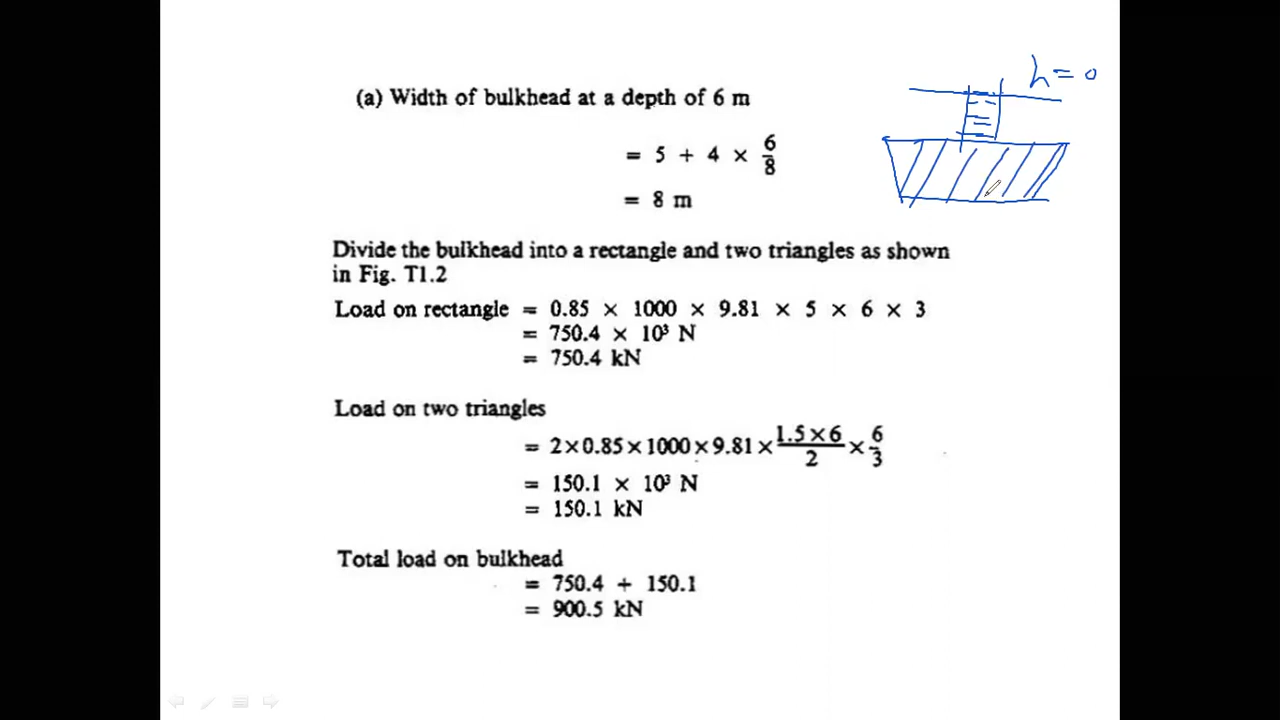 (a) Width of bulkhead at a depth of 6 m
h = 0
= 5 + 4 × 6/8
= 8 m
Divide the bulkhead into a rectangle and two triangles as shown
in Fig. T1.2
Load on rectangle = 0.85 × 1000 × 9.81 × 5 × 6 × 3
= 750.4 × 10³ N
= 750.4 kN
Load on two triangles
= 2×0.85×1000×9.81×1.5×6/2×6/3
= 150.1 × 10³ N
= 150.1 kN
Total load on bulkhead
= 750.4 + 150.1
= 900.5 kN